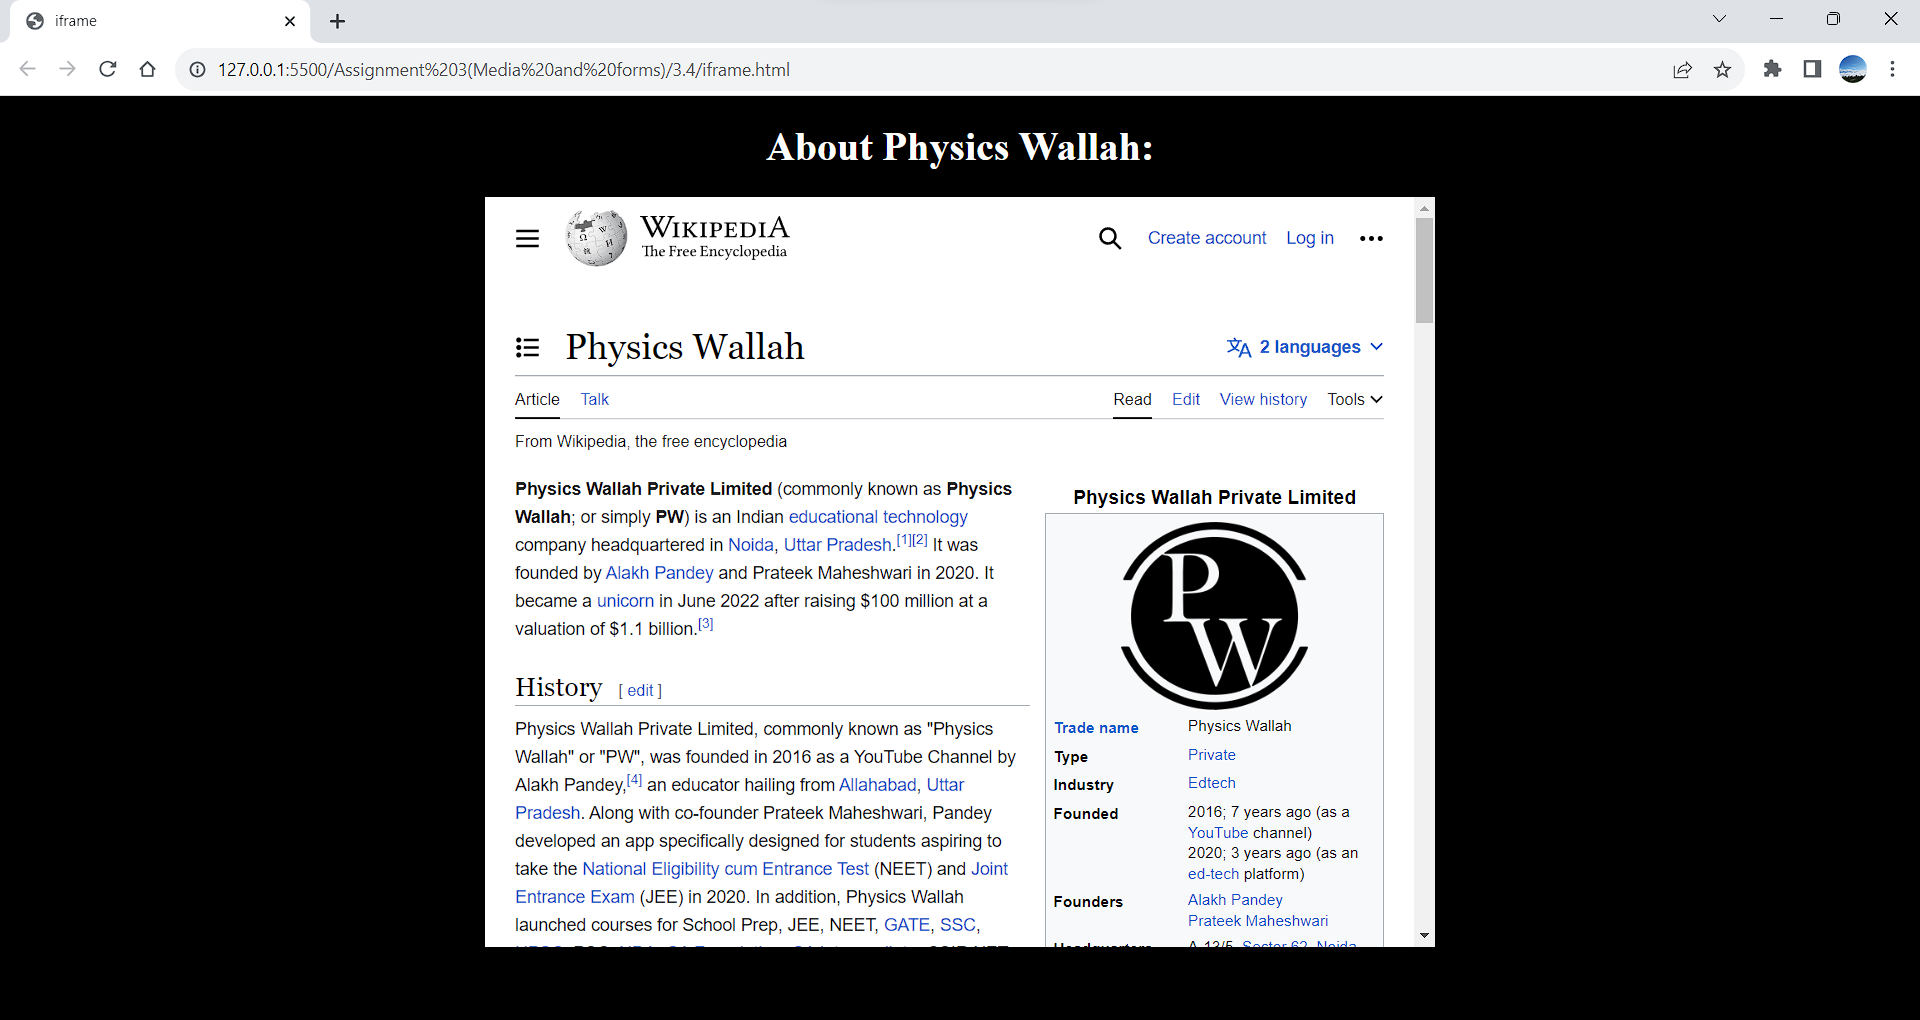 iframe
127.0.0.1:5500/Assignment%203(Media%20and%20forms)/3.4/iframe.html
About Physics Wallah:
WIKIPEDIA
The Free Encyclopedia
Create account Log in
Physics Wallah
2 languages
Article Talk
Read Edit View history Tools
From Wikipedia, the free encyclopedia
Physics Wallah Private Limited (commonly known as Physics
Wallah; or simply PW) is an Indian educational technology
company headquartered in Noida, Uttar Pradesh.[1][2] It was
founded by Alakh Pandey and Prateek Maheshwari in 2020. It
became a unicorn in June 2022 after raising $100 million at a
valuation of $1.1 billion.[3]
History [ edit ]
Physics Wallah Private Limited, commonly known as "Physics
Wallah" or "PW", was founded in 2016 as a YouTube Channel by
Alakh Pandey,[4] an educator hailing from Allahabad, Uttar
Pradesh. Along with co-founder Prateek Maheshwari, Pandey
developed an app specifically designed for students aspiring to
take the National Eligibility cum Entrance Test (NEET) and Joint
Entrance Exam (JEE) in 2020. In addition, Physics Wallah
launched courses for School Prep, JEE, NEET, GATE, SSC,
Physics Wallah Private Limited
PW
Trade name Physics Wallah
Type Private
Industry Edtech
Founded 2016; 7 years ago (as a
YouTube channel)
2020; 3 years ago (as an
ed-tech platform)
Founders Alakh Pandey
Prateek Maheshwari
Headquarters A-13/5, Sector 62, Noida